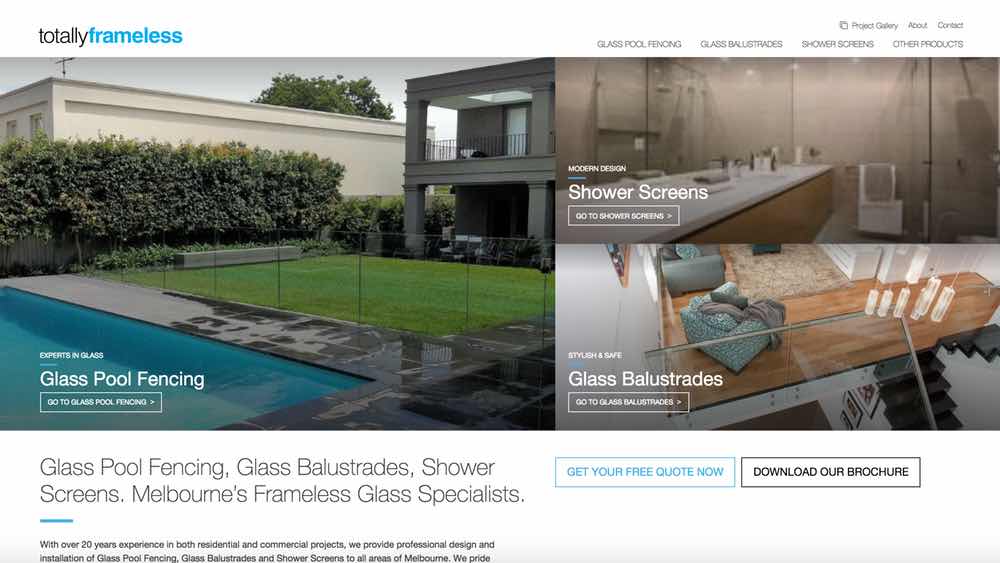 totallyframeless
Project Gallery About Contact
GLASS POOL FENCING GLASS BALUSTRADES SHOWER SCREENS OTHER PRODUCTS
MODERN DESIGN
Shower Screens
GO TO SHOWER SCREENS >
EXPERTS IN GLASS
Glass Pool Fencing
GO TO GLASS POOL FENCING >
STYLISH & SAFE
Glass Balustrades
GO TO GLASS BALUSTRADES >
Glass Pool Fencing, Glass Balustrades, Shower
Screens. Melbourne's Frameless Glass Specialists.
GET YOUR FREE QUOTE NOW
DOWNLOAD OUR BROCHURE
With over 20 years experience in both residential and commercial projects, we provide professional design and
installation of Glass Pool Fencing, Glass Balustrades and Shower Screens to all areas of Melbourne. We pride